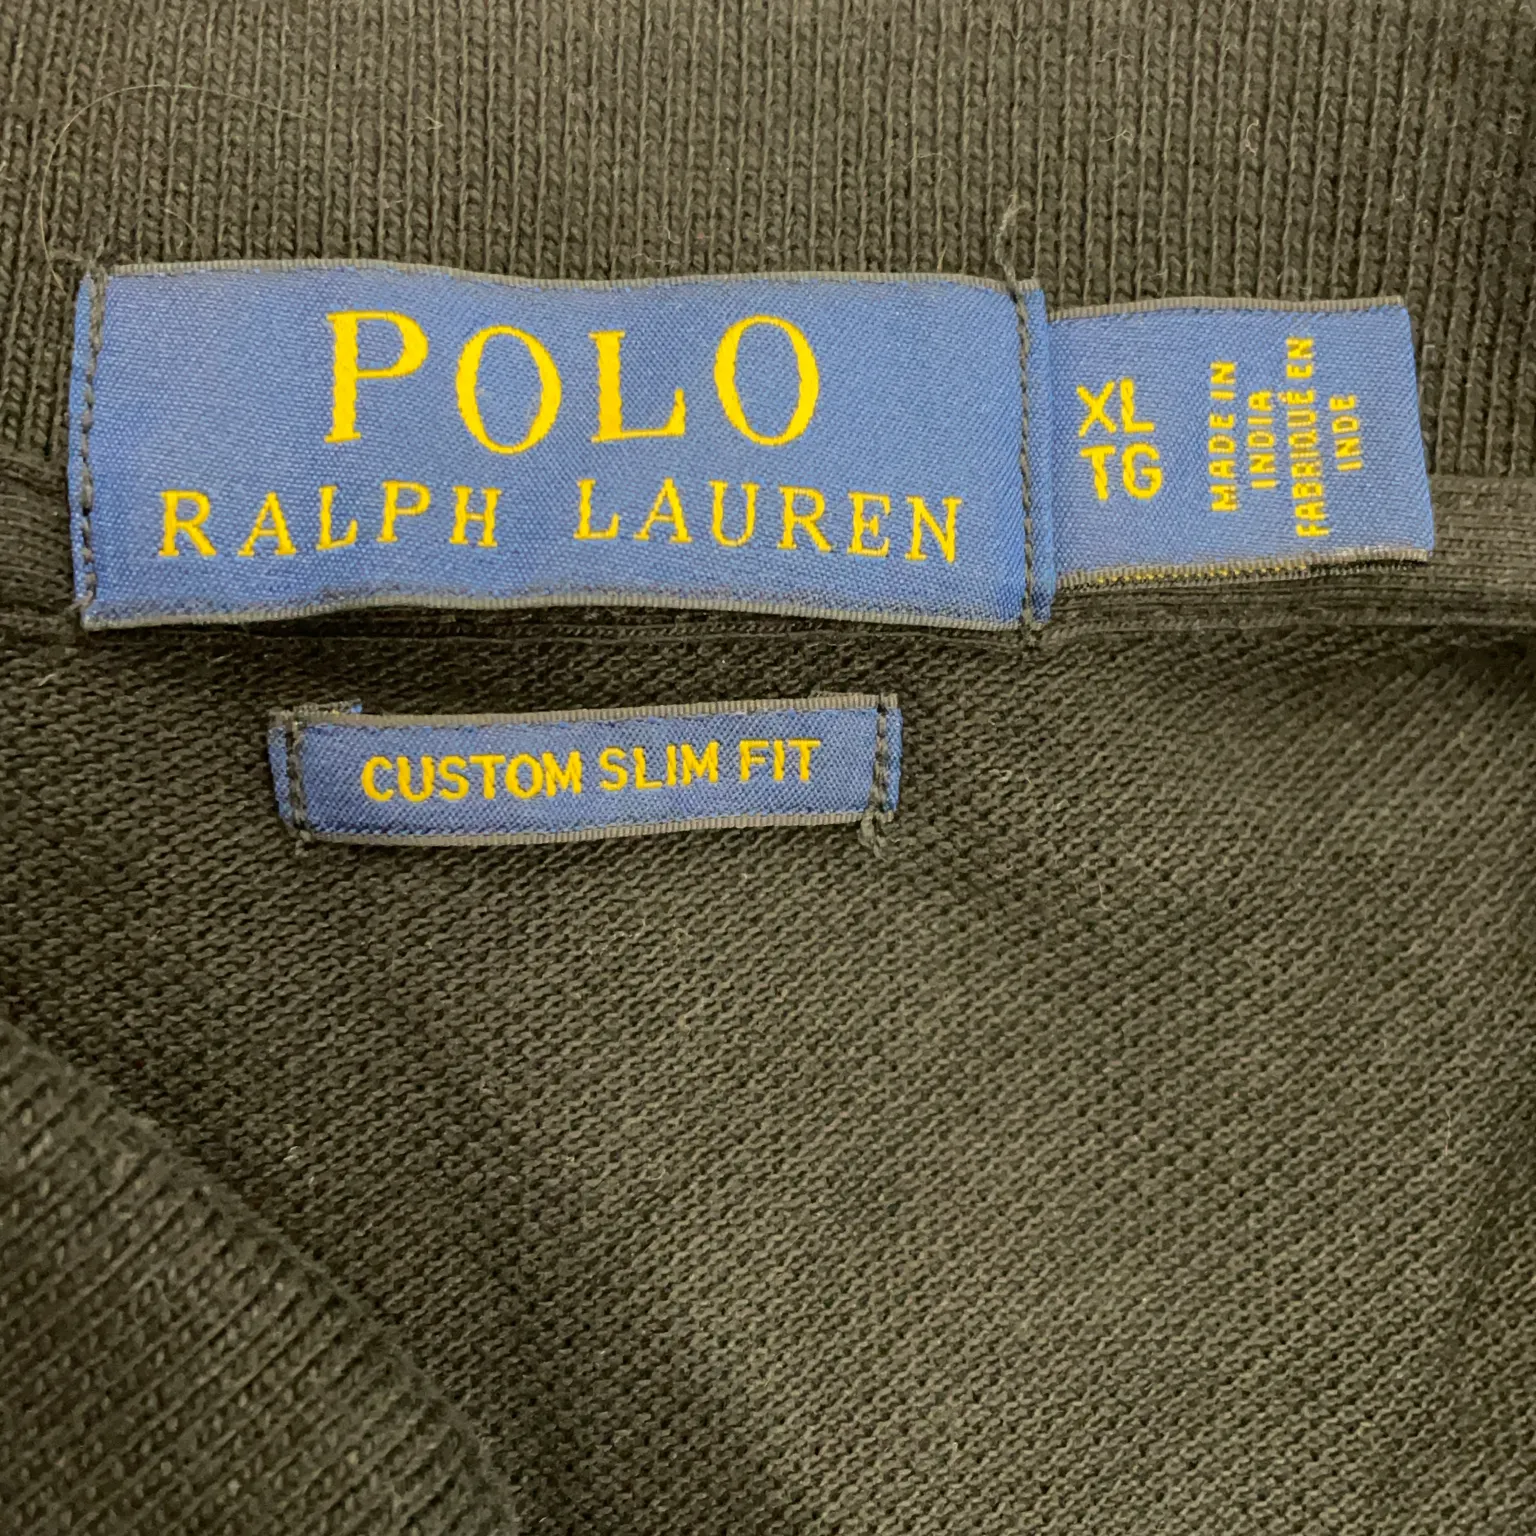 POLO
RALPH LAUREN
XL
TG
MADE IN
INDIA
FABRIQUÉ EN
INDE
CUSTOM SLIM FIT